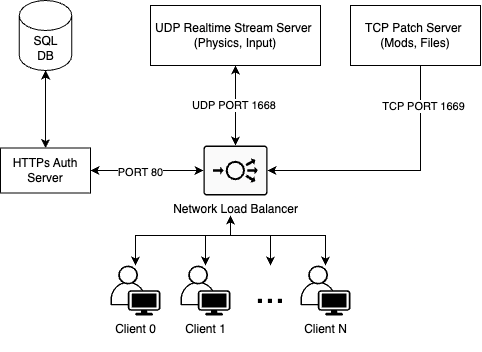 SQL
DB
UDP Realtime Stream Server
(Physics, Input)
TCP Patch Server
(Mods, Files)
UDP PORT 1668
TCP PORT 1669
HTTPs Auth
Server
PORT 80
Network Load Balancer
Client 0
Client 1
Client N